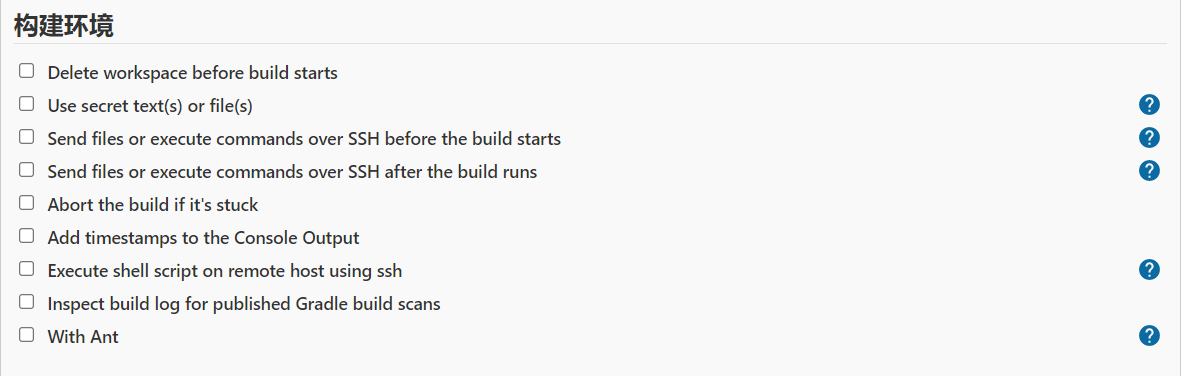 构建环境
Delete workspace before build starts
Use secret text(s) or file(s)
Send files or execute commands over SSH before the build starts
Send files or execute commands over SSH after the build runs
Abort the build if it's stuck
Add timestamps to the Console Output
Execute shell script on remote host using ssh
Inspect build log for published Gradle build scans
With Ant